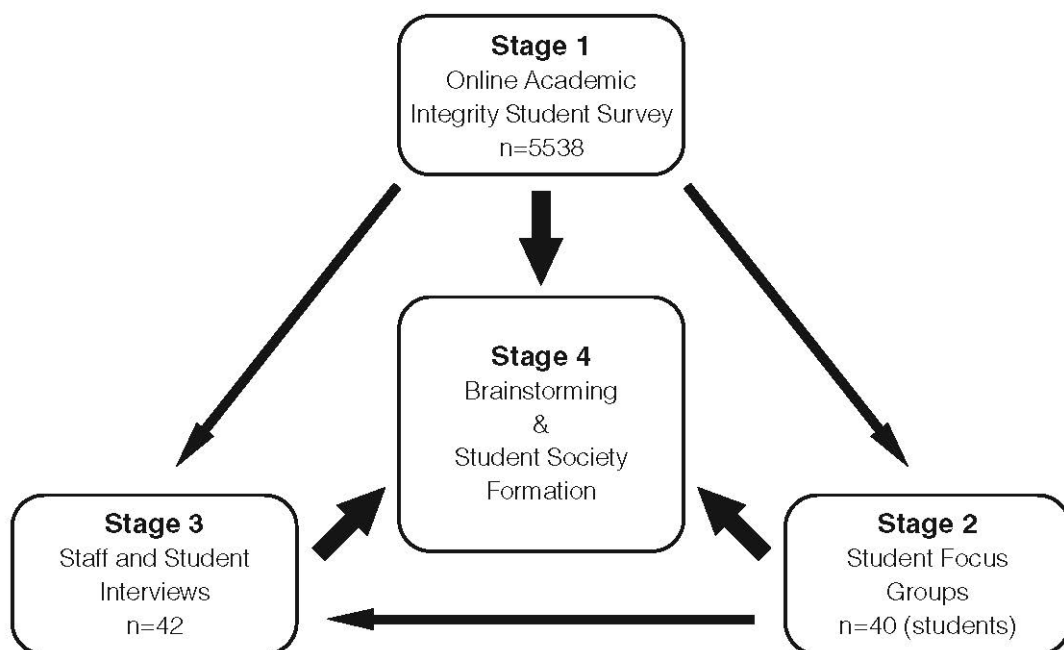 Stage 1
Online Academic
Integrity Student Survey
n=5538
Stage 4
Brainstorming
&
Student Society
Formation
Stage 3
Staff and Student
Interviews
n=42
Stage 2
Student Focus
Groups
n=40 (students)